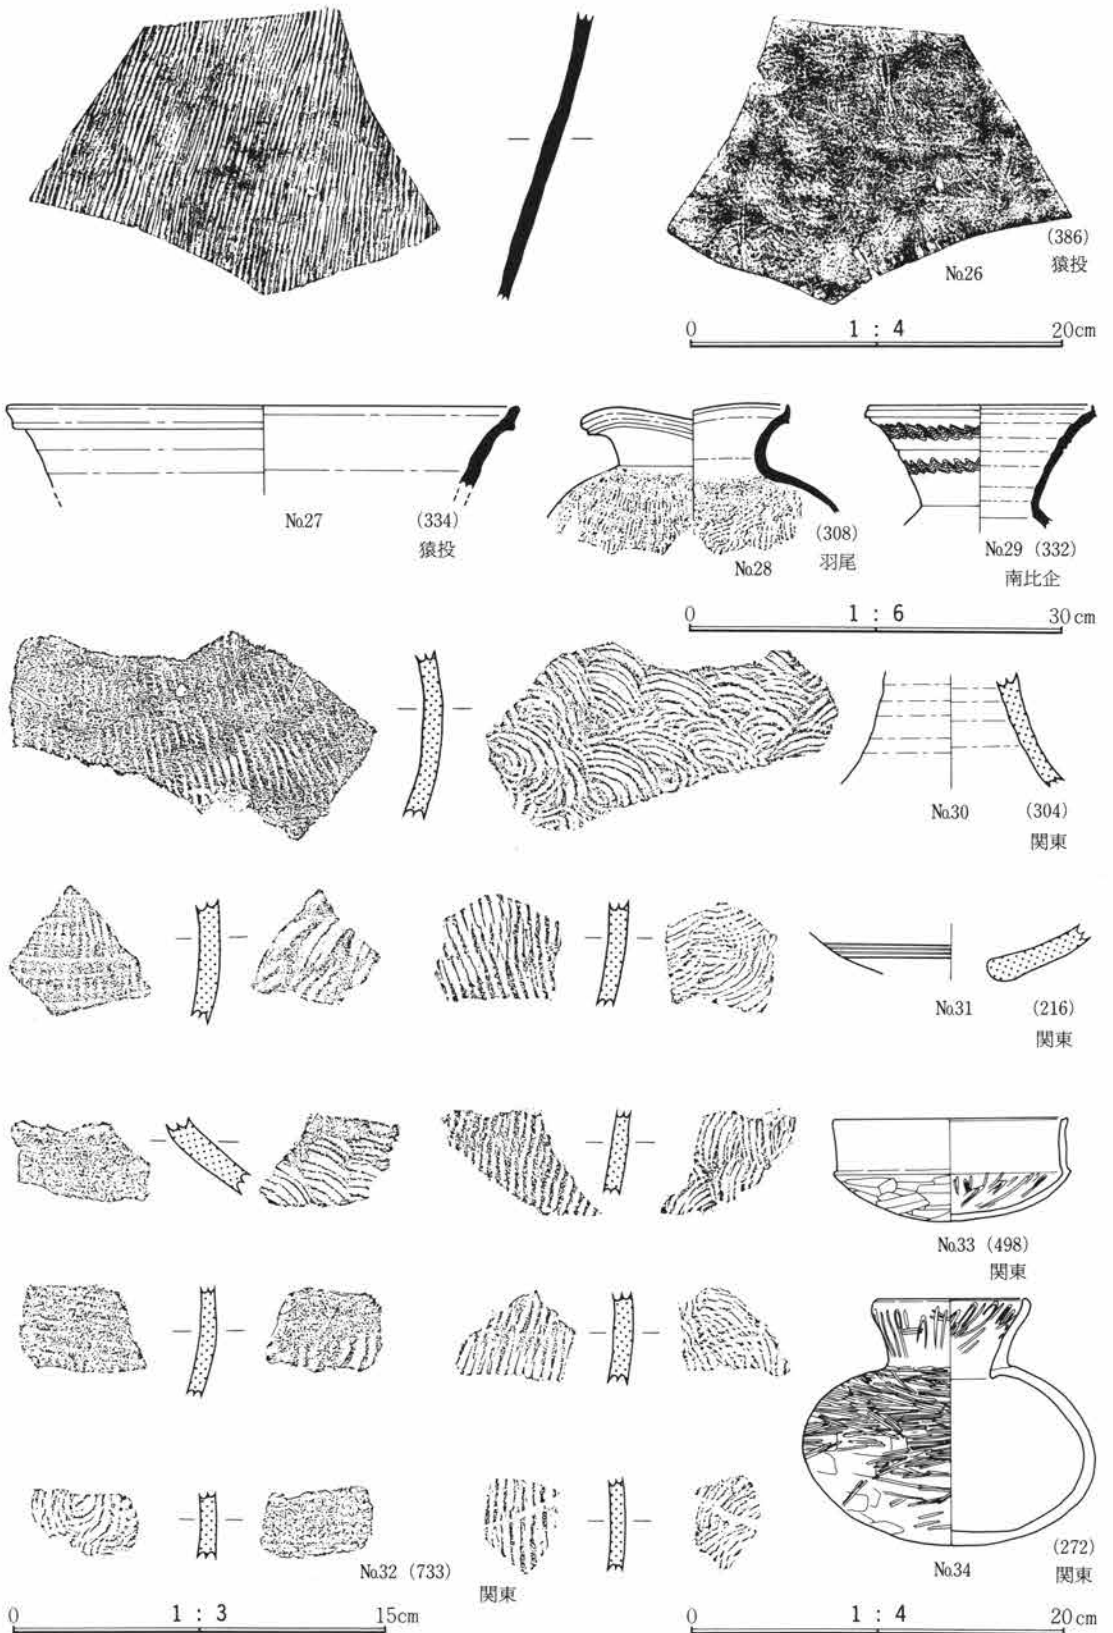 (386)
猿投
No.26
0 1 : 4 20cm
No.27 (334)
猿投
No.28 (308)
羽尾
No.29 (332)
南比企
0 1 : 6 30cm
No.30 (304)
関東
No.31 (216)
関東
No.33 (498)
関東
No.32 (733)
関東
No.34 (272)
関東
0 1 : 3 15cm
0 1 : 4 20cm